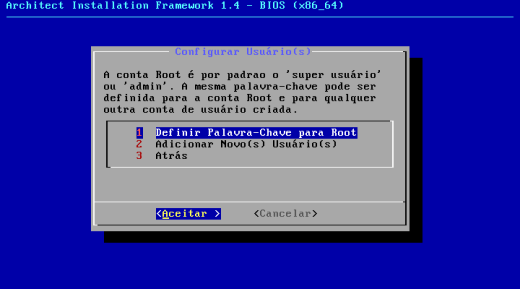 Architect Installation Framework 1.4 - BIOS (x86_64)
Configurar Usuário(s)
A conta Root é por padrao o 'super usuário'
ou 'admin'. A mesma palavra-chave pode ser
definida para a conta Root e para qualquer
outra conta de usuário criada.
1 Definir Palavra-Chave para Root
2 Adicionar Novo(s) Usuário(s)
3 Atrás
<Aceitar > <Cancelar>